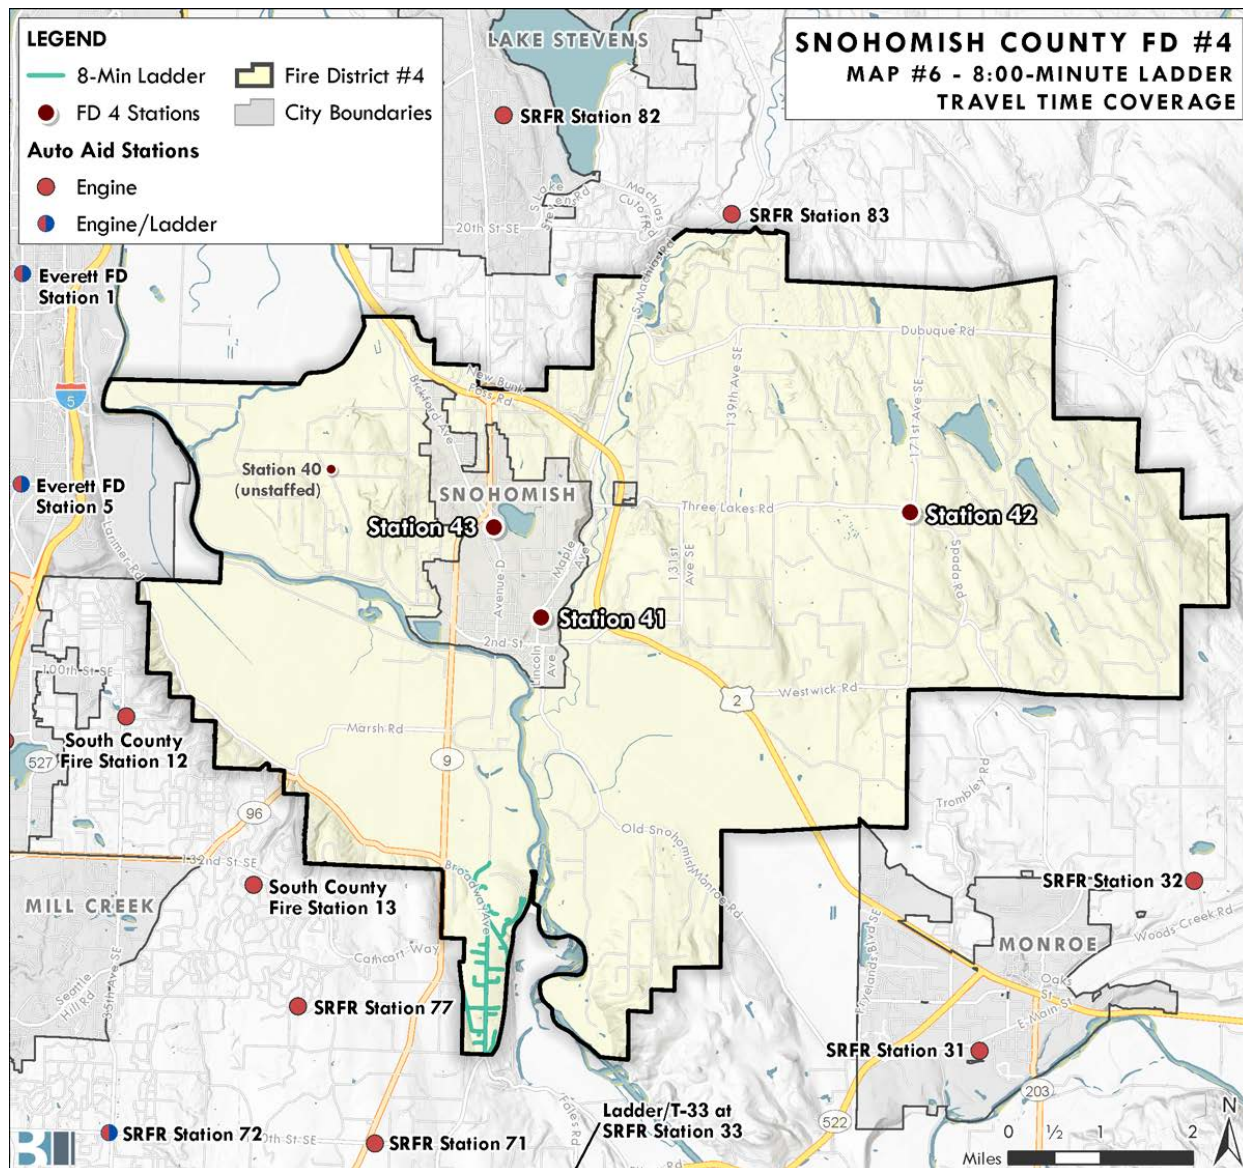 LEGEND
8-Min Ladder
Fire District #4
FD 4 Stations
City Boundaries
Auto Aid Stations
Engine
Engine/Ladder
SNOHOMISH COUNTY FD #4
MAP #6 - 8:00-MINUTE LADDER
TRAVEL TIME COVERAGE
LAKE STEVENS
SRFR Station 82
S Lake
Stevens Rd
Machias
Cutoff Rd
20th St SE
SRFR Station 83
S Machias Rd
Everett FD
Station 1
5
Dubuque Rd
139th Ave SE
171st Ave SE
New Bunk
Foss Rd
Bickford Ave
Station 40
(unstaffed)
Everett FD
Station 5
SNOHOMISH
Station 43
Three Lakes Rd
Station 42
Larimer Rd
Maple
Ave
131st
Ave SE
Spada Rd
Avenue D
Station 41
2nd St
Lincoln
Ave
100th St SE
Westwick Rd
2
South County
Fire Station 12
527
Marsh Rd
9
96
Trombley Rd
Old Snohomish Monroe Rd
132nd St SE
Broadway Ave
South County
Fire Station 13
MILL CREEK
SRFR Station 32
Woods Creek Rd
MONROE
Fryelands Blvd SE
Cathcart Way
Seattle
Hill Rd
35th Ave SE
Oaks
St
E Main St
SRFR Station 77
SRFR Station 31
203
522
Ladder/T-33 at
SRFR Station 33
SRFR Station 72
SRFR Station 71
N
0 ½ 1 2
Miles